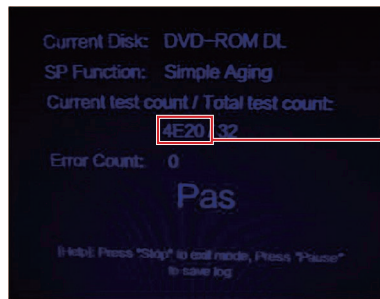 Current Disk: DVD-ROM DL
SP Function: Simple Aging
Current test count / Total test count:
4E20 / 32
Error Count: 0
Pas
[Help]: Press "Stop" to exit mode, Press "Pause"
to save log